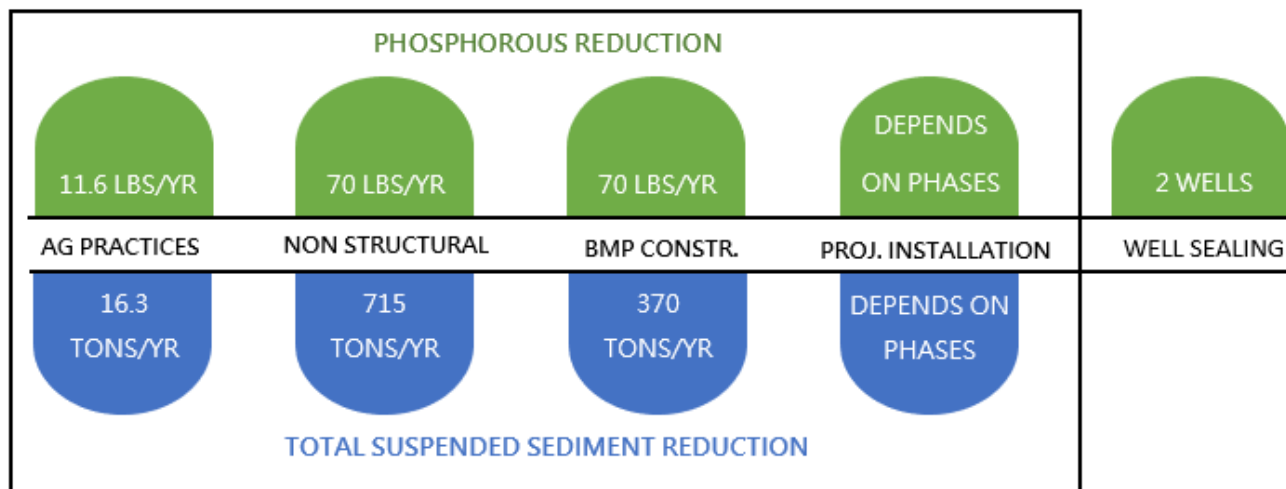 PHOSPHOROUS REDUCTION
11.6 LBS/YR
70 LBS/YR
70 LBS/YR
DEPENDS
ON PHASES
2 WELLS
AG PRACTICES
NON STRUCTURAL
BMP CONSTR.
PROJ. INSTALLATION
WELL SEALING
16.3
TONS/YR
715
TONS/YR
370
TONS/YR
DEPENDS ON
PHASES
TOTAL SUSPENDED SEDIMENT REDUCTION